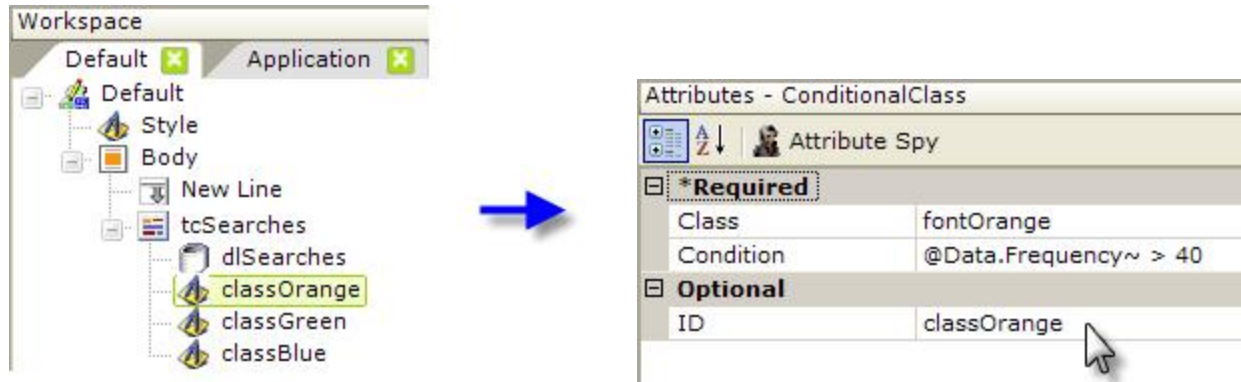 Workspace
Default Application
Default
Style
Body
New Line
tcSearches
dlSearches
classOrange
classGreen
classBlue
Attributes - ConditionalClass
A Z Attribute Spy
*Required
Class fontOrange
Condition @Data.Frequency~ > 40
Optional
ID classOrange